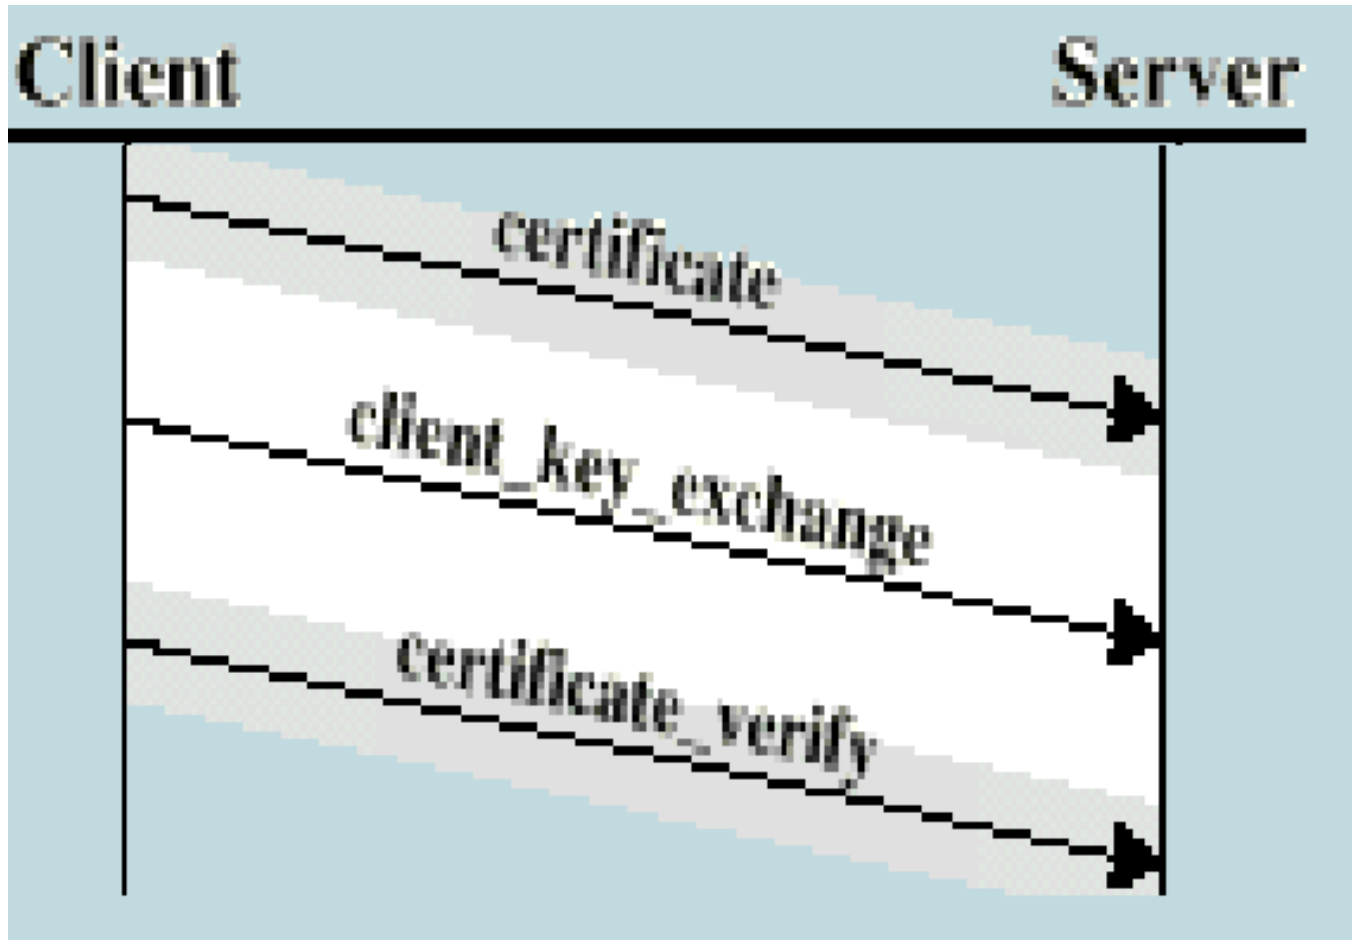 Client
Server
certificate
client_key_exchange
certificate_verify